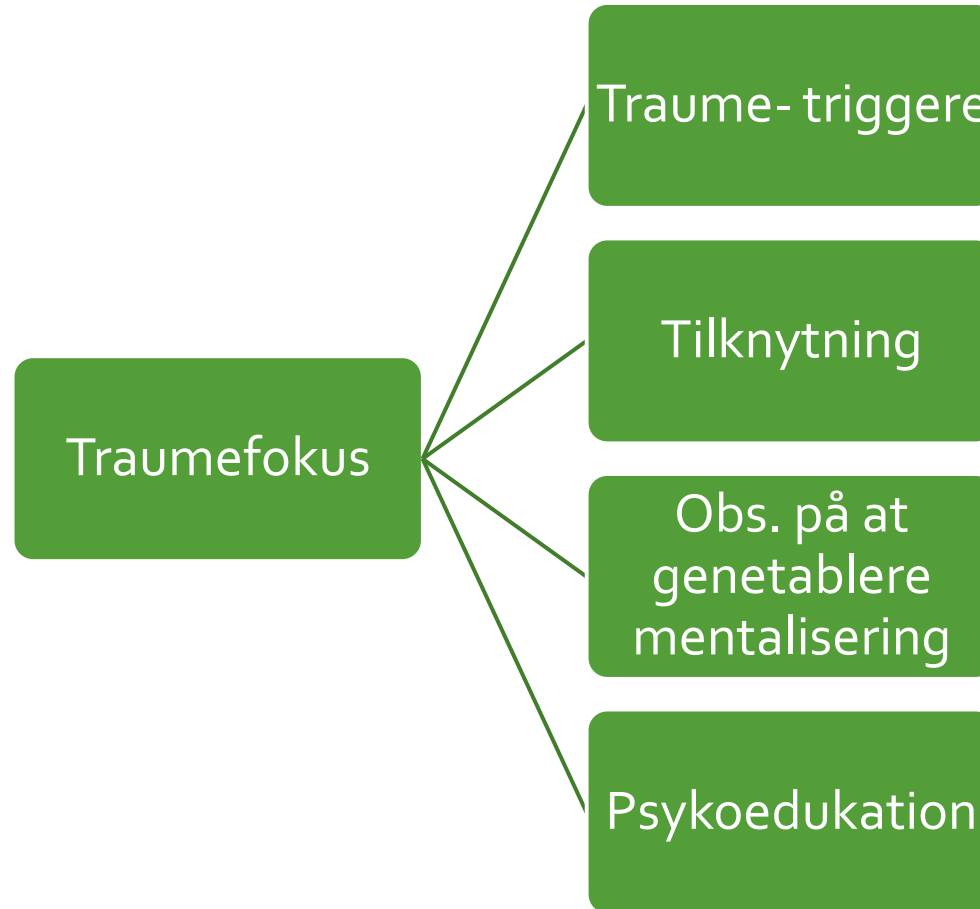 Traumefokus
Traume- triggere
Tilknytning
Obs. på at
genetablere
mentalisering
Psykoedukation